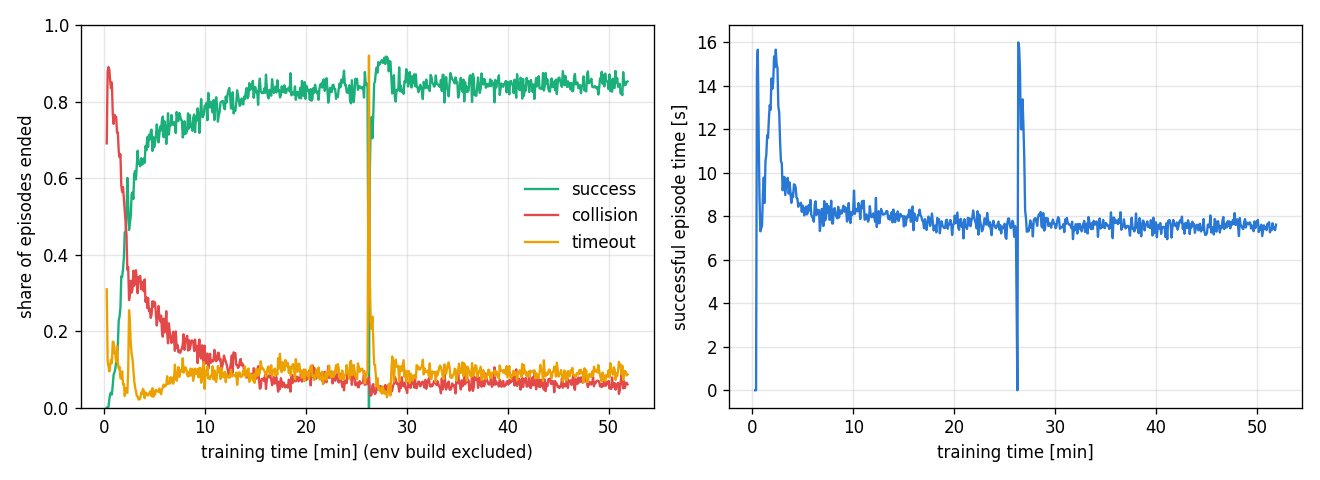 1.0
0.8
0.6
0.4
0.2
0.0
share of episodes ended
success
collision
timeout
0 10 20 30 40 50
training time [min] (env build excluded)
16
14
12
10
8
6
4
2
0
successful episode time [s]
0 10 20 30 40 50
training time [min]